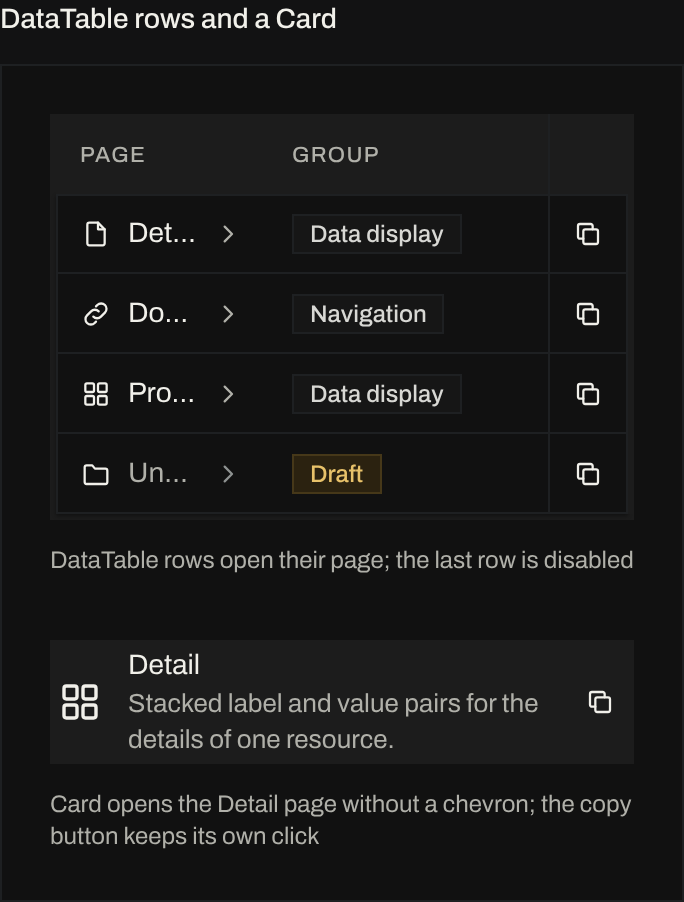 DataTable rows and a Card
PAGE GROUP
Det... Data display
Do... Navigation
Pro... Data display
Un... Draft
DataTable rows open their page; the last row is disabled
Detail
Stacked label and value pairs for the
details of one resource.
Card opens the Detail page without a chevron; the copy
button keeps its own click